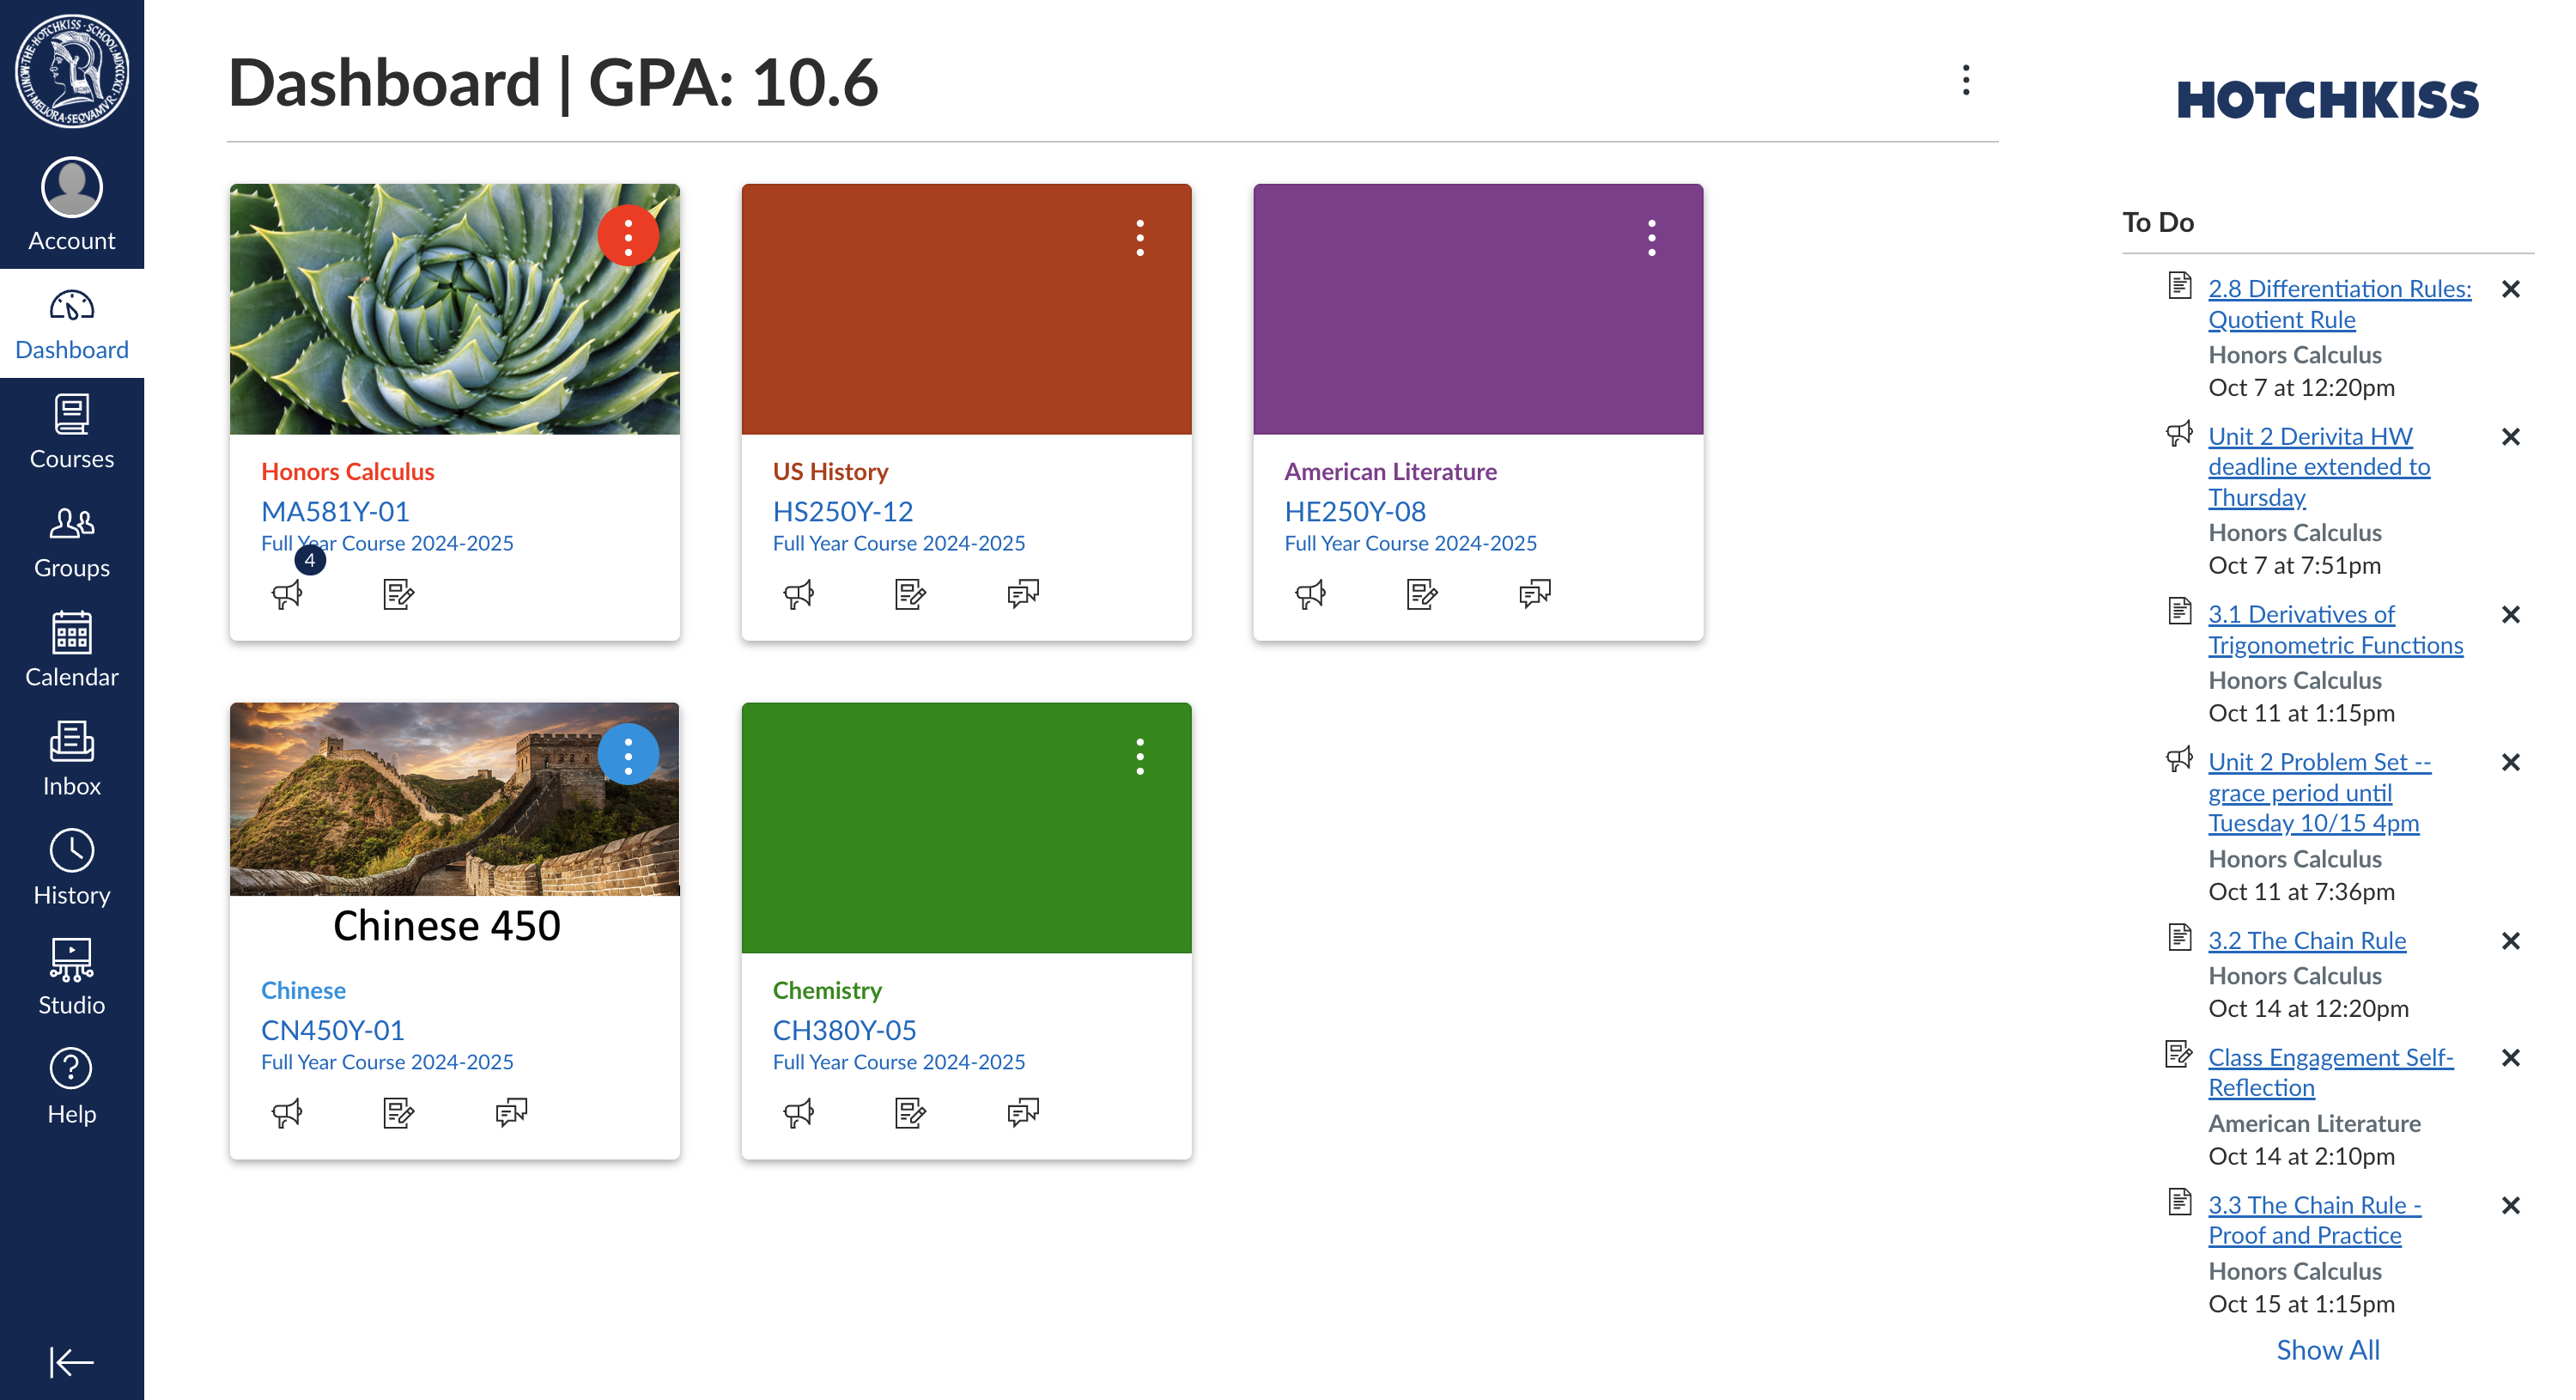 THE·HOTCHKISS·SCHOOL·MDCCCXCI
MONITI·MELIORA·SEQVAMVR
Account
Dashboard
Courses
Groups
Calendar
Inbox
History
Studio
Help
Dashboard | GPA: 10.6
Honors Calculus
MA581Y-01
Full Year Course 2024-2025
4
US History
HS250Y-12
Full Year Course 2024-2025
American Literature
HE250Y-08
Full Year Course 2024-2025
Chinese 450
Chinese
CN450Y-01
Full Year Course 2024-2025
Chemistry
CH380Y-05
Full Year Course 2024-2025
HOTCHKISS
To Do
2.8 Differentiation Rules:
Quotient Rule
Honors Calculus
Oct 7 at 12:20pm
Unit 2 Derivita HW
deadline extended to
Thursday
Honors Calculus
Oct 7 at 7:51pm
3.1 Derivatives of
Trigonometric Functions
Honors Calculus
Oct 11 at 1:15pm
Unit 2 Problem Set --
grace period until
Tuesday 10/15 4pm
Honors Calculus
Oct 11 at 7:36pm
3.2 The Chain Rule
Honors Calculus
Oct 14 at 12:20pm
Class Engagement Self-
Reflection
American Literature
Oct 14 at 2:10pm
3.3 The Chain Rule -
Proof and Practice
Honors Calculus
Oct 15 at 1:15pm
Show All